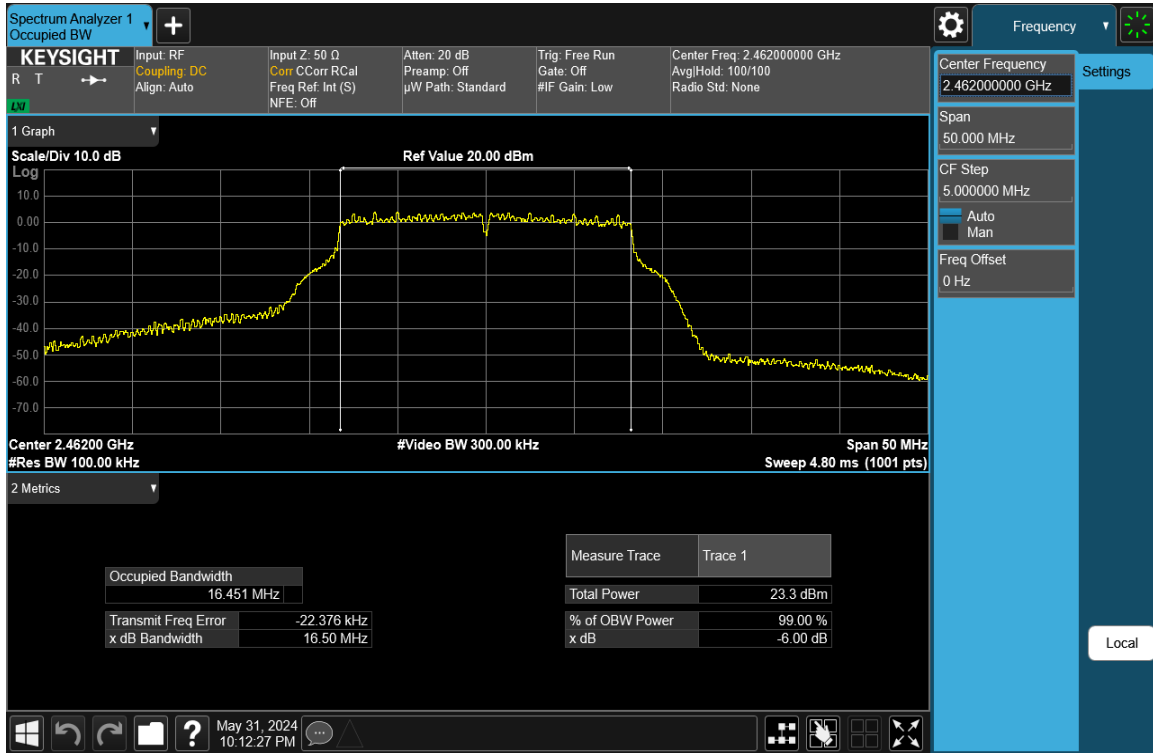 Spectrum Analyzer 1
Occupied BW
Frequency
KEYSIGHT
R T
LXI
Input: RF
Coupling: DC
Align: Auto
Input Z: 50 Ω
Corr CCorr RCal
Freq Ref: Int (S)
NFE: Off
Atten: 20 dB
Preamp: Off
µW Path: Standard
Trig: Free Run
Gate: Off
#IF Gain: Low
Center Freq: 2.462000000 GHz
Avg|Hold: 100/100
Radio Std: None
Center Frequency
2.462000000 GHz
Settings
Span
50.000 MHz
CF Step
5.000000 MHz
Auto
Man
Freq Offset
0 Hz
Local
1 Graph
Scale/Div 10.0 dB
Ref Value 20.00 dBm
Log
10.0
0.00
-10.0
-20.0
-30.0
-40.0
-50.0
-60.0
-70.0
Center 2.46200 GHz
#Video BW 300.00 kHz
Span 50 MHz
#Res BW 100.00 kHz
Sweep 4.80 ms (1001 pts)
2 Metrics
Measure Trace Trace 1
Occupied Bandwidth
16.451 MHz
Total Power 23.3 dBm
Transmit Freq Error -22.376 kHz
% of OBW Power 99.00 %
x dB Bandwidth 16.50 MHz
x dB -6.00 dB
May 31, 2024
10:12:27 PM